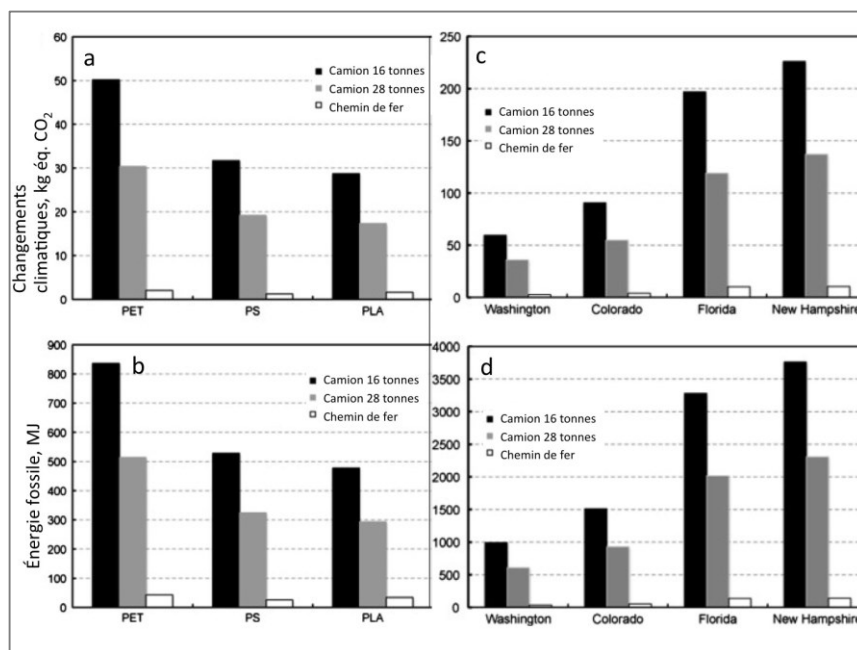 a
Camion 16 tonnes
Camion 28 tonnes
Chemin de fer
Changements
climatiques, kg éq. CO2
60
50
40
30
20
10
0
PET
PS
PLA
c
Camion 16 tonnes
Camion 28 tonnes
Chemin de fer
250
200
150
100
50
0
Washington
Colorado
Florida
New Hampshire
b
Camion 16 tonnes
Camion 28 tonnes
Chemin de fer
Énergie fossile, MJ
900
800
700
600
500
400
300
200
100
0
PET
PS
PLA
d
Camion 16 tonnes
Camion 28 tonnes
Chemin de fer
4000
3500
3000
2500
2000
1500
1000
500
0
Washington
Colorado
Florida
New Hampshire